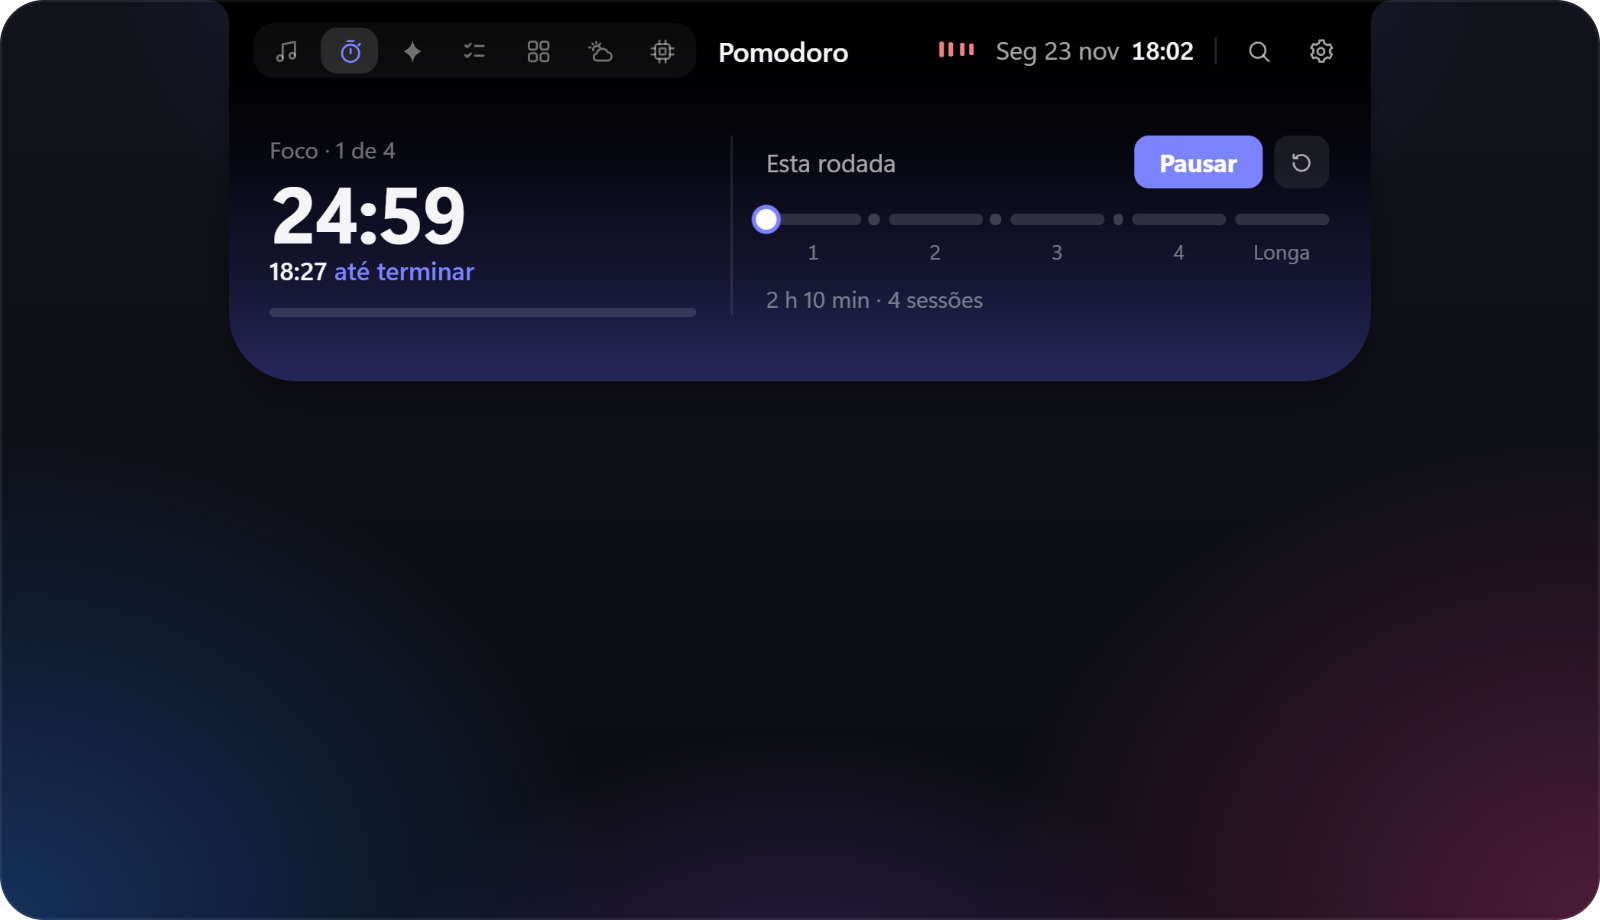 Pomodoro
Seg 23 nov 18:02
Foco · 1 de 4
24:59
18:27 até terminar
Esta rodada
Pausar
1 2 3 4 Longa
2 h 10 min · 4 sessões